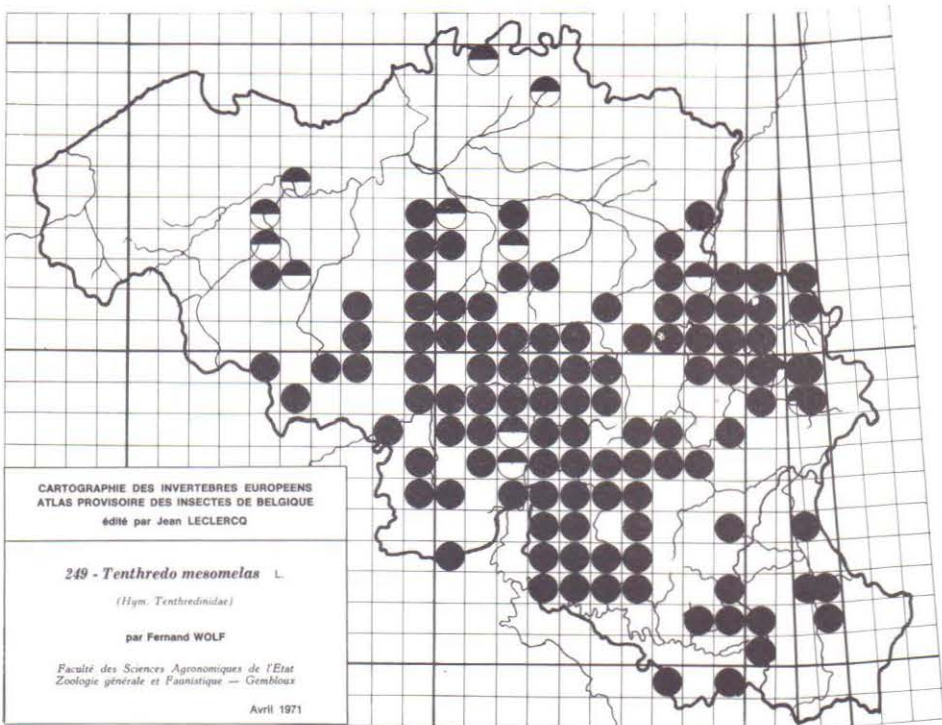 CARTOGRAPHIE DES INVERTEBRES EUROPEENS
ATLAS PROVISOIRE DES INSECTES DE BELGIQUE
édité par Jean LECLERCQ
249 - Tenthredo mesomelas L.
(Hym. Tenthredinidae)
par Fernand WOLF
Faculté des Sciences Agronomiques de l'Etat
Zoologie générale et Faunistique — Gembloux
Avril 1971